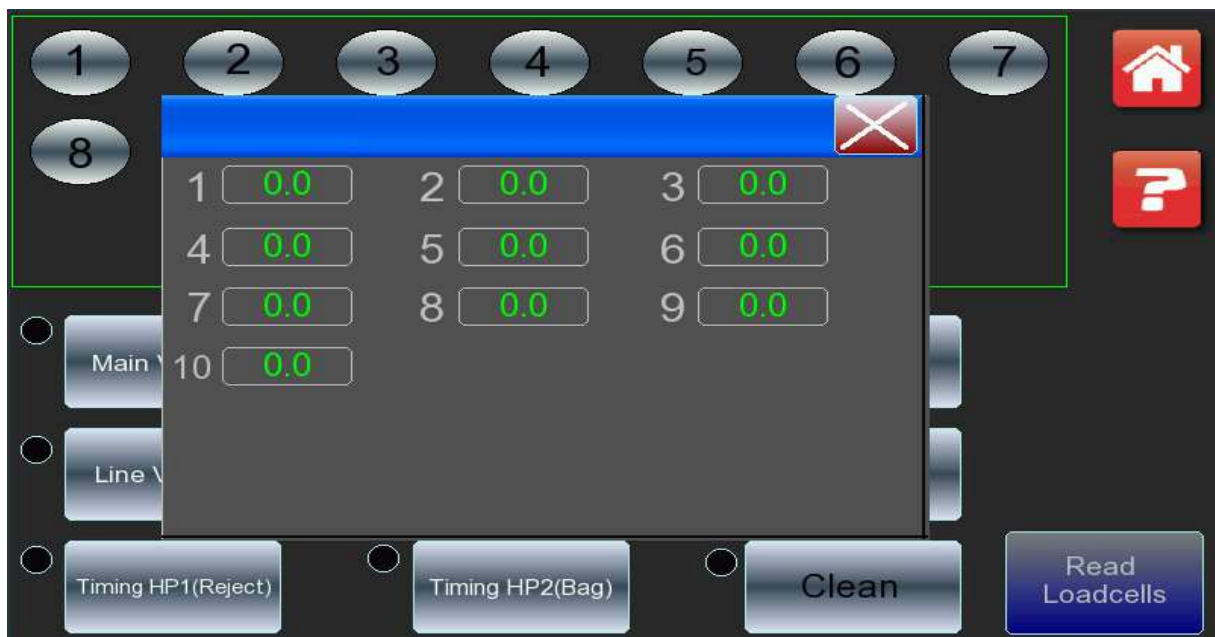 1 2 3 4 5 6 7
8
1 0.0 2 0.0 3 0.0
4 0.0 5 0.0 6 0.0
7 0.0 8 0.0 9 0.0
Main
10 0.0
Line
Timing HP1(Reject) Timing HP2(Bag) Clean Read
Loadcells